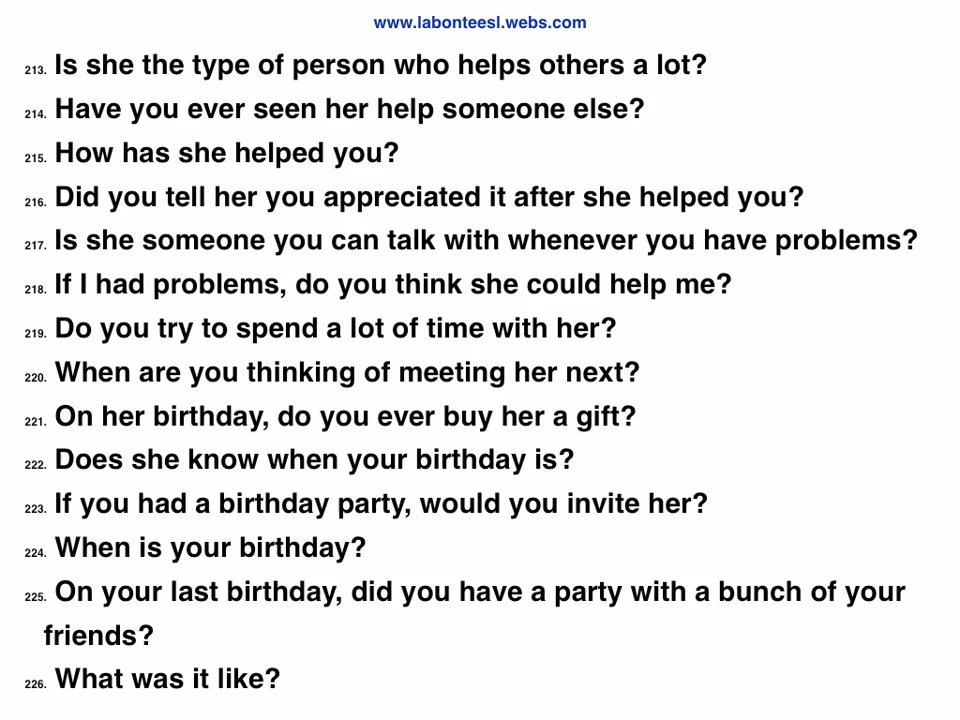 www.labonteesl.webs.com
213. Is she the type of person who helps others a lot?
214. Have you ever seen her help someone else?
215. How has she helped you?
216. Did you tell her you appreciated it after she helped you?
217. Is she someone you can talk with whenever you have problems?
218. If I had problems, do you think she could help me?
219. Do you try to spend a lot of time with her?
220. When are you thinking of meeting her next?
221. On her birthday, do you ever buy her a gift?
222. Does she know when your birthday is?
223. If you had a birthday party, would you invite her?
224. When is your birthday?
225. On your last birthday, did you have a party with a bunch of your
friends?
226. What was it like?